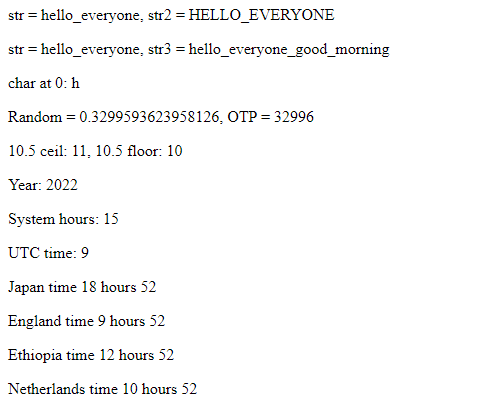 str = hello_everyone, str2 = HELLO_EVERYONE
str = hello_everyone, str3 = hello_everyone_good_morning
char at 0: h
Random = 0.3299593623958126, OTP = 32996
10.5 ceil: 11, 10.5 floor: 10
Year: 2022
System hours: 15
UTC time: 9
Japan time 18 hours 52
England time 9 hours 52
Ethiopia time 12 hours 52
Netherlands time 10 hours 52